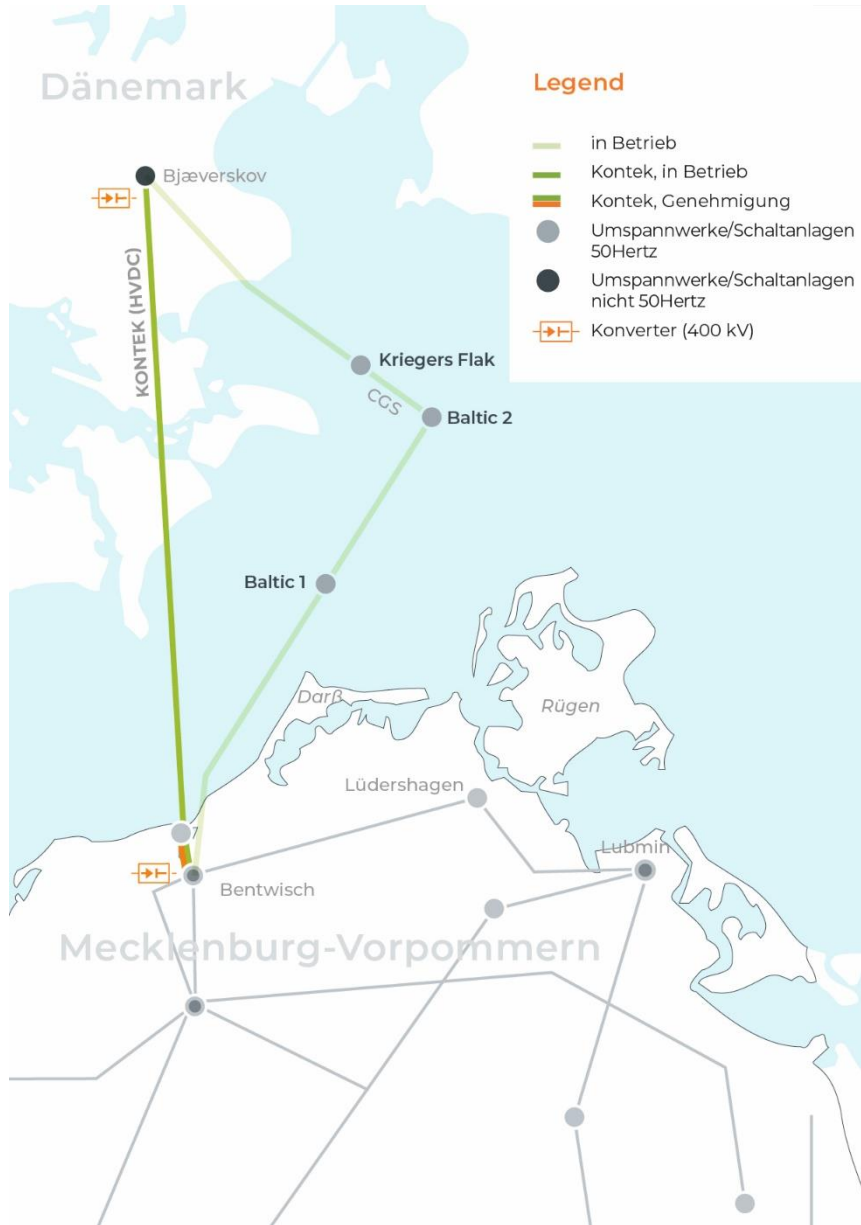 Dänemark
Legend
in Betrieb
Kontek, in Betrieb
Kontek, Genehmigung
Umspannwerke/Schaltanlagen
50Hertz
Umspannwerke/Schaltanlagen
nicht 50Hertz
Konverter (400 kV)
Bjæverskov
KONTEK (HVDC)
Kriegers Flak
CGS
Baltic 2
Baltic 1
Darß
Rügen
Lüdershagen
Lubmin
Bentwisch
Mecklenburg-Vorpommern